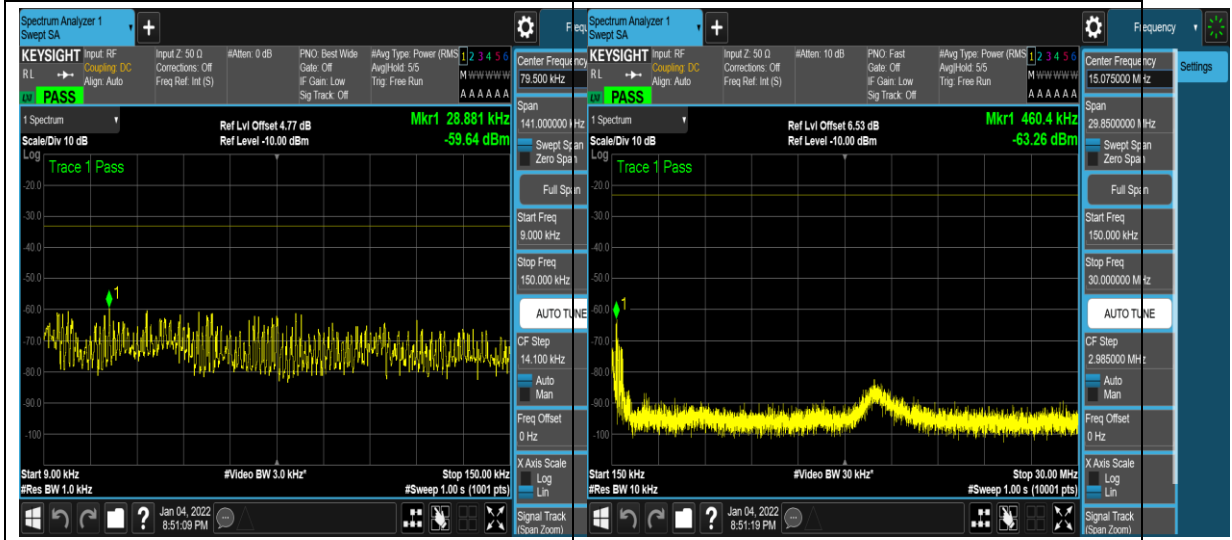 Spectrum Analyzer 1
Swept SA
+
KEYSIGHT
RL
LW PASS
Input: RF
Coupling: DC
Align: Auto
Input Z: 50 Ω
Corrections: Off
Freq Ref: Int (S)
#Atten: 0 dB
PNO: Best Wide
Gate: Off
IF Gain: Low
Sig Track: Off
#Avg Type: Power (RMS
Avg|Hold: 5/5
Trig: Free Run
1 2 3 4 5 6
M W W W W W
A A A A A A
1 Spectrum
Scale/Div 10 dB
Log
Ref Lvl Offset 4.77 dB
Ref Level -10.00 dBm
Mkr1 28.881 kHz
-59.64 dBm
Trace 1 Pass
-20.0
-30.0
-40.0
-50.0
-60.0
-70.0
-80.0
-90.0
-100
1
Start 9.00 kHz
#Res BW 1.0 kHz
#Video BW 3.0 kHz*
Stop 150.00 kHz
#Sweep 1.00 s (1001 pts)
?
Jan 04, 2022
8:51:09 PM
Frequ
Center Frequency
79.500 kHz
Span
141.000000 kHz
Swept Span
Zero Span
Full Span
Start Freq
9.000 kHz
Stop Freq
150.000 kHz
AUTO TUNE
CF Step
14.100 kHz
Auto
Man
Freq Offset
0 Hz
X Axis Scale
Log
Lin
Signal Track
(Span Zoom)
Spectrum Analyzer 1
Swept SA
+
KEYSIGHT
RL
LW PASS
Input: RF
Coupling: DC
Align: Auto
Input Z: 50 Ω
Corrections: Off
Freq Ref: Int (S)
#Atten: 10 dB
PNO: Fast
Gate: Off
IF Gain: Low
Sig Track: Off
#Avg Type: Power (RMS
Avg|Hold: 5/5
Trig: Free Run
1 2 3 4 5 6
M W W W W W
A A A A A A
1 Spectrum
Scale/Div 10 dB
Log
Ref Lvl Offset 6.53 dB
Ref Level -10.00 dBm
Mkr1 460.4 kHz
-63.26 dBm
Trace 1 Pass
-20.0
-30.0
-40.0
-50.0
-60.0
-70.0
-80.0
-90.0
-100
1
Start 150 kHz
#Res BW 10 kHz
#Video BW 30 kHz*
Stop 30.00 MHz
#Sweep 1.00 s (10001 pts)
?
Jan 04, 2022
8:51:19 PM
Frequency
Center Frequency
15.075000 MHz
Settings
Span
29.8500000 MHz
Swept Span
Zero Span
Full Span
Start Freq
150.000 kHz
Stop Freq
30.000000 MHz
AUTO TUNE
CF Step
2.985000 MHz
Auto
Man
Freq Offset
0 Hz
X Axis Scale
Log
Lin
Signal Track
(Span Zoom)